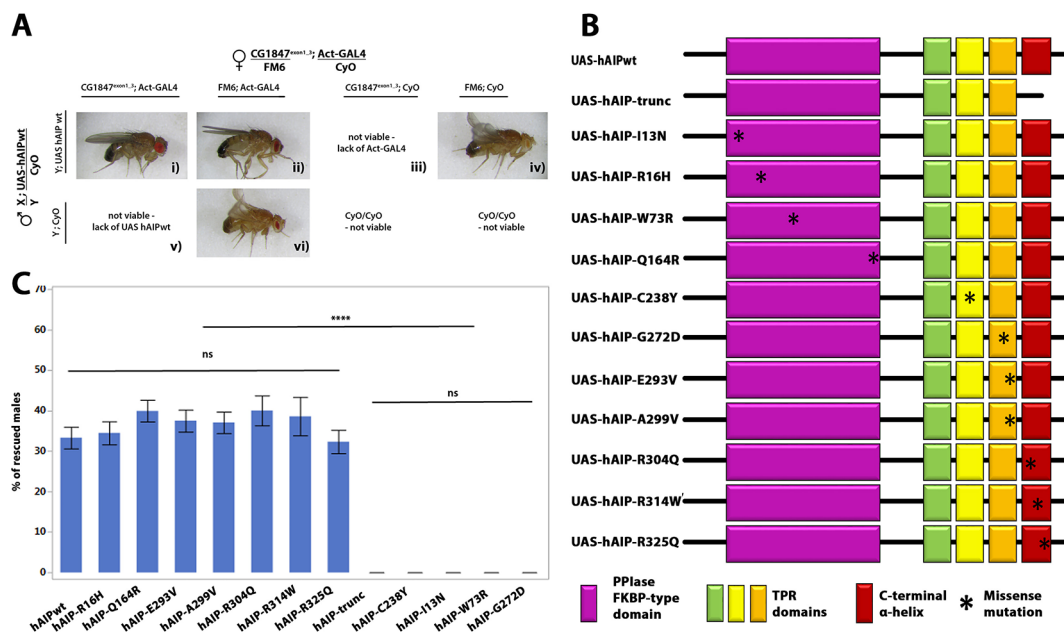 A
♀ CG1847exon1_3; Act-GAL4
FM6 CyO
CG1847exon1_3; Act-GAL4
FM6; Act-GAL4
CG1847exon1_3; CyO
FM6; CyO
♂ X ; UAS-hAIPwt
Y CyO
Y; UAS hAIP wt
i)
ii)
not viable -
lack of Act-GAL4
iii)
iv)
Y ; CyO
not viable -
lack of UAS hAIPwt
v)
vi)
CyO/CyO
- not viable
CyO/CyO
- not viable
B
UAS-hAIPwt
UAS-hAIP-trunc
UAS-hAIP-I13N
*
UAS-hAIP-R16H
*
UAS-hAIP-W73R
*
UAS-hAIP-Q164R
*
UAS-hAIP-C238Y
*
UAS-hAIP-G272D
*
UAS-hAIP-E293V
*
UAS-hAIP-A299V
*
UAS-hAIP-R304Q
*
UAS-hAIP-R314W'
*
UAS-hAIP-R325Q
*
PPIase
FKBP-type
domain
TPR
domains
C-terminal
α-helix
* Missense
mutation
C
% of rescued males
70
60
50
40
30
20
10
0
****
ns
ns
hAIPwt
hAIP-R16H
hAIP-Q164R
hAIP-E293V
hAIP-A299V
hAIP-R304Q
hAIP-R314W
hAIP-R325Q
hAIP-trunc
hAIP-C238Y
hAIP-I13N
hAIP-W73R
hAIP-G272D